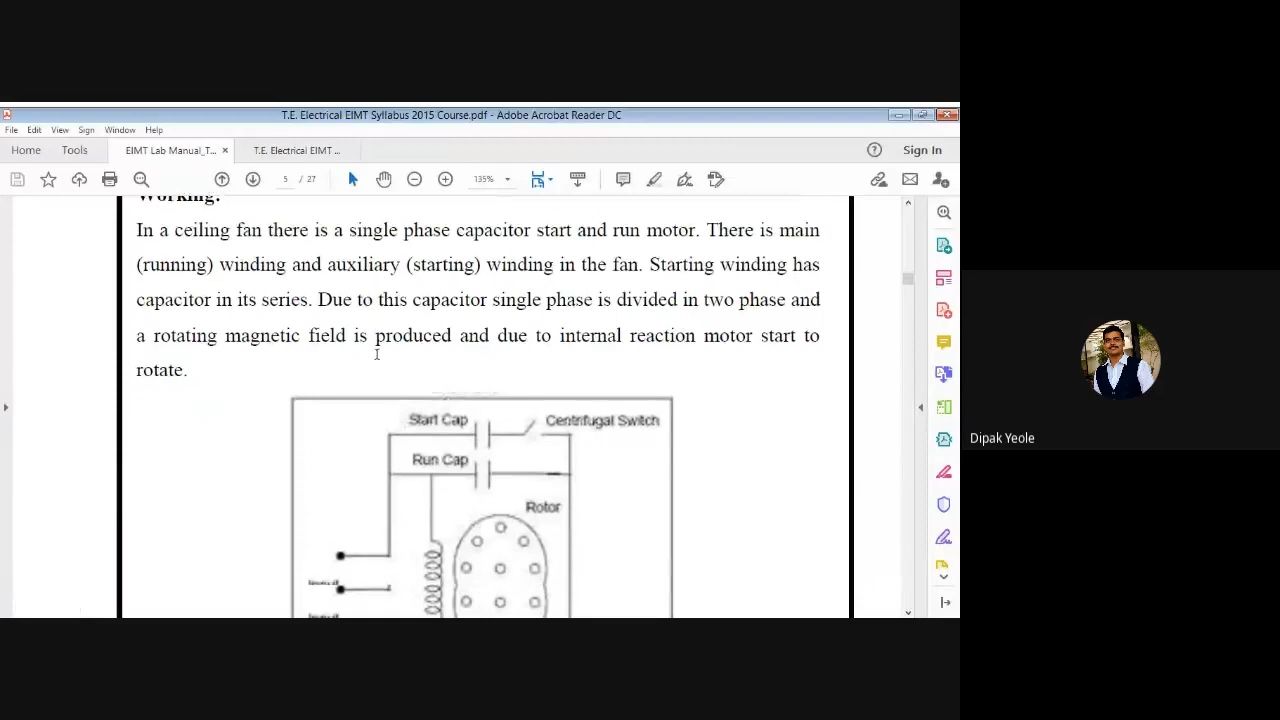 T.E. Electrical EIMT Syllabus 2015 Course.pdf - Adobe Acrobat Reader DC
File Edit View Sign Window Help
Home Tools EIMT Lab Manual_T... × T.E. Electrical EIMT ... Sign In
5 / 27 135%
Working:
In a ceiling fan there is a single phase capacitor start and run motor. There is main
(running) winding and auxiliary (starting) winding in the fan. Starting winding has
capacitor in its series. Due to this capacitor single phase is divided in two phase and
a rotating magnetic field is produced and due to internal reaction motor start to
rotate.
Start Cap Centrifugal Switch
Run Cap
Rotor
Dipak Yeole